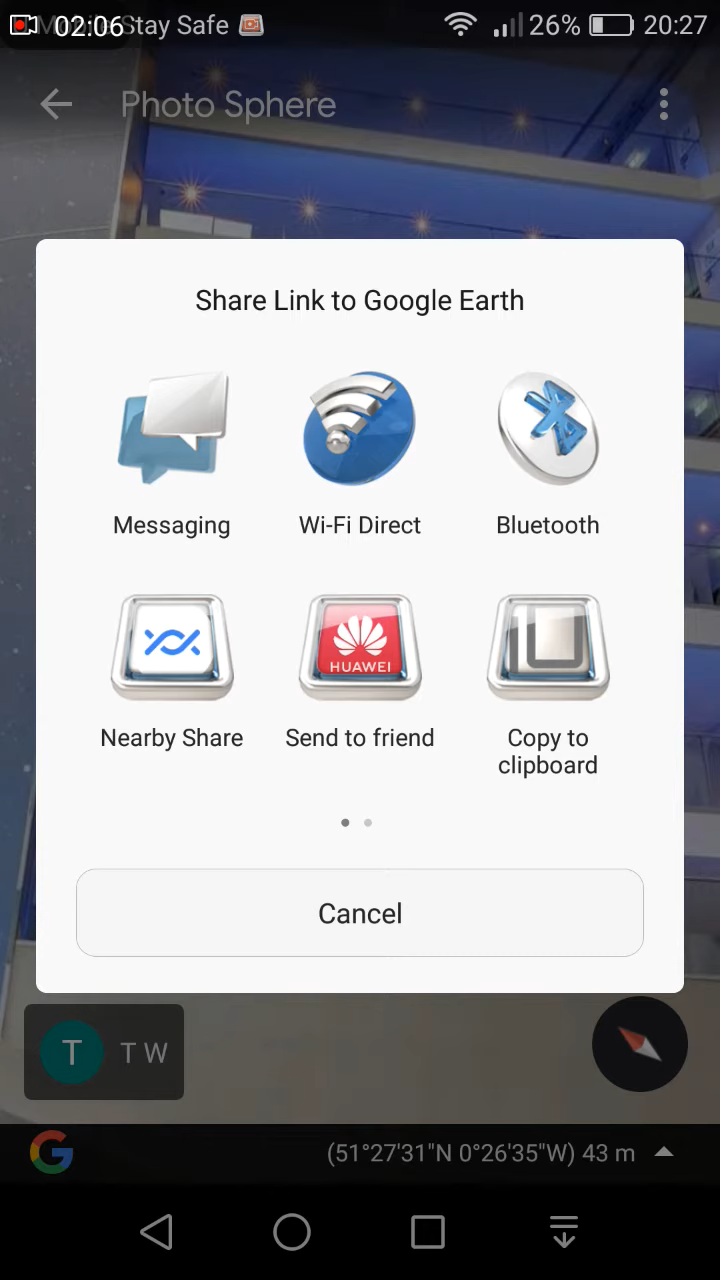 02:06 Stay Safe 26% 20:27
Photo Sphere
Share Link to Google Earth
Messaging Wi-Fi Direct Bluetooth
HUAWEI
Nearby Share Send to friend Copy to
clipboard
Cancel
T T W
(51°27'31"N 0°26'35"W) 43 m